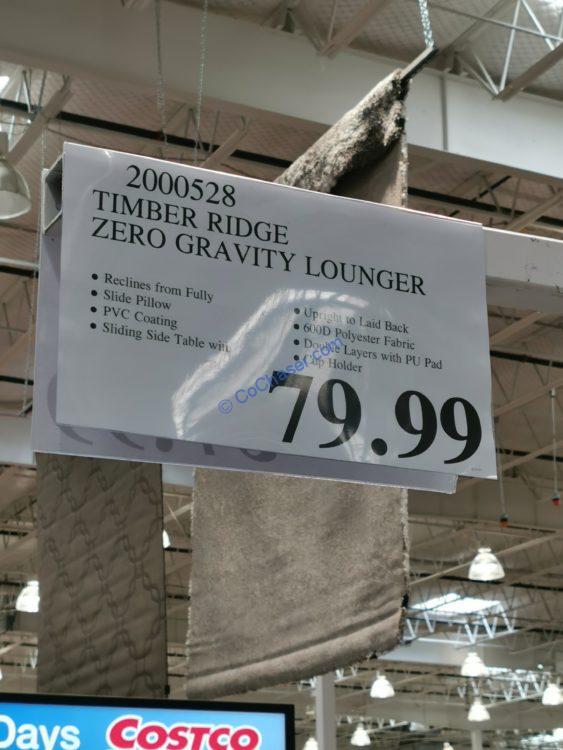 2000528
TIMBER RIDGE
ZERO GRAVITY LOUNGER
• Reclines from Fully
• Slide Pillow
• PVC Coating
• Sliding Side Table with
• Upright to Laid Back
• 600D Polyester Fabric
• Double Layers with PU Pad
• Cup Holder
© CoChaser.com
79.99
Days COSTCO